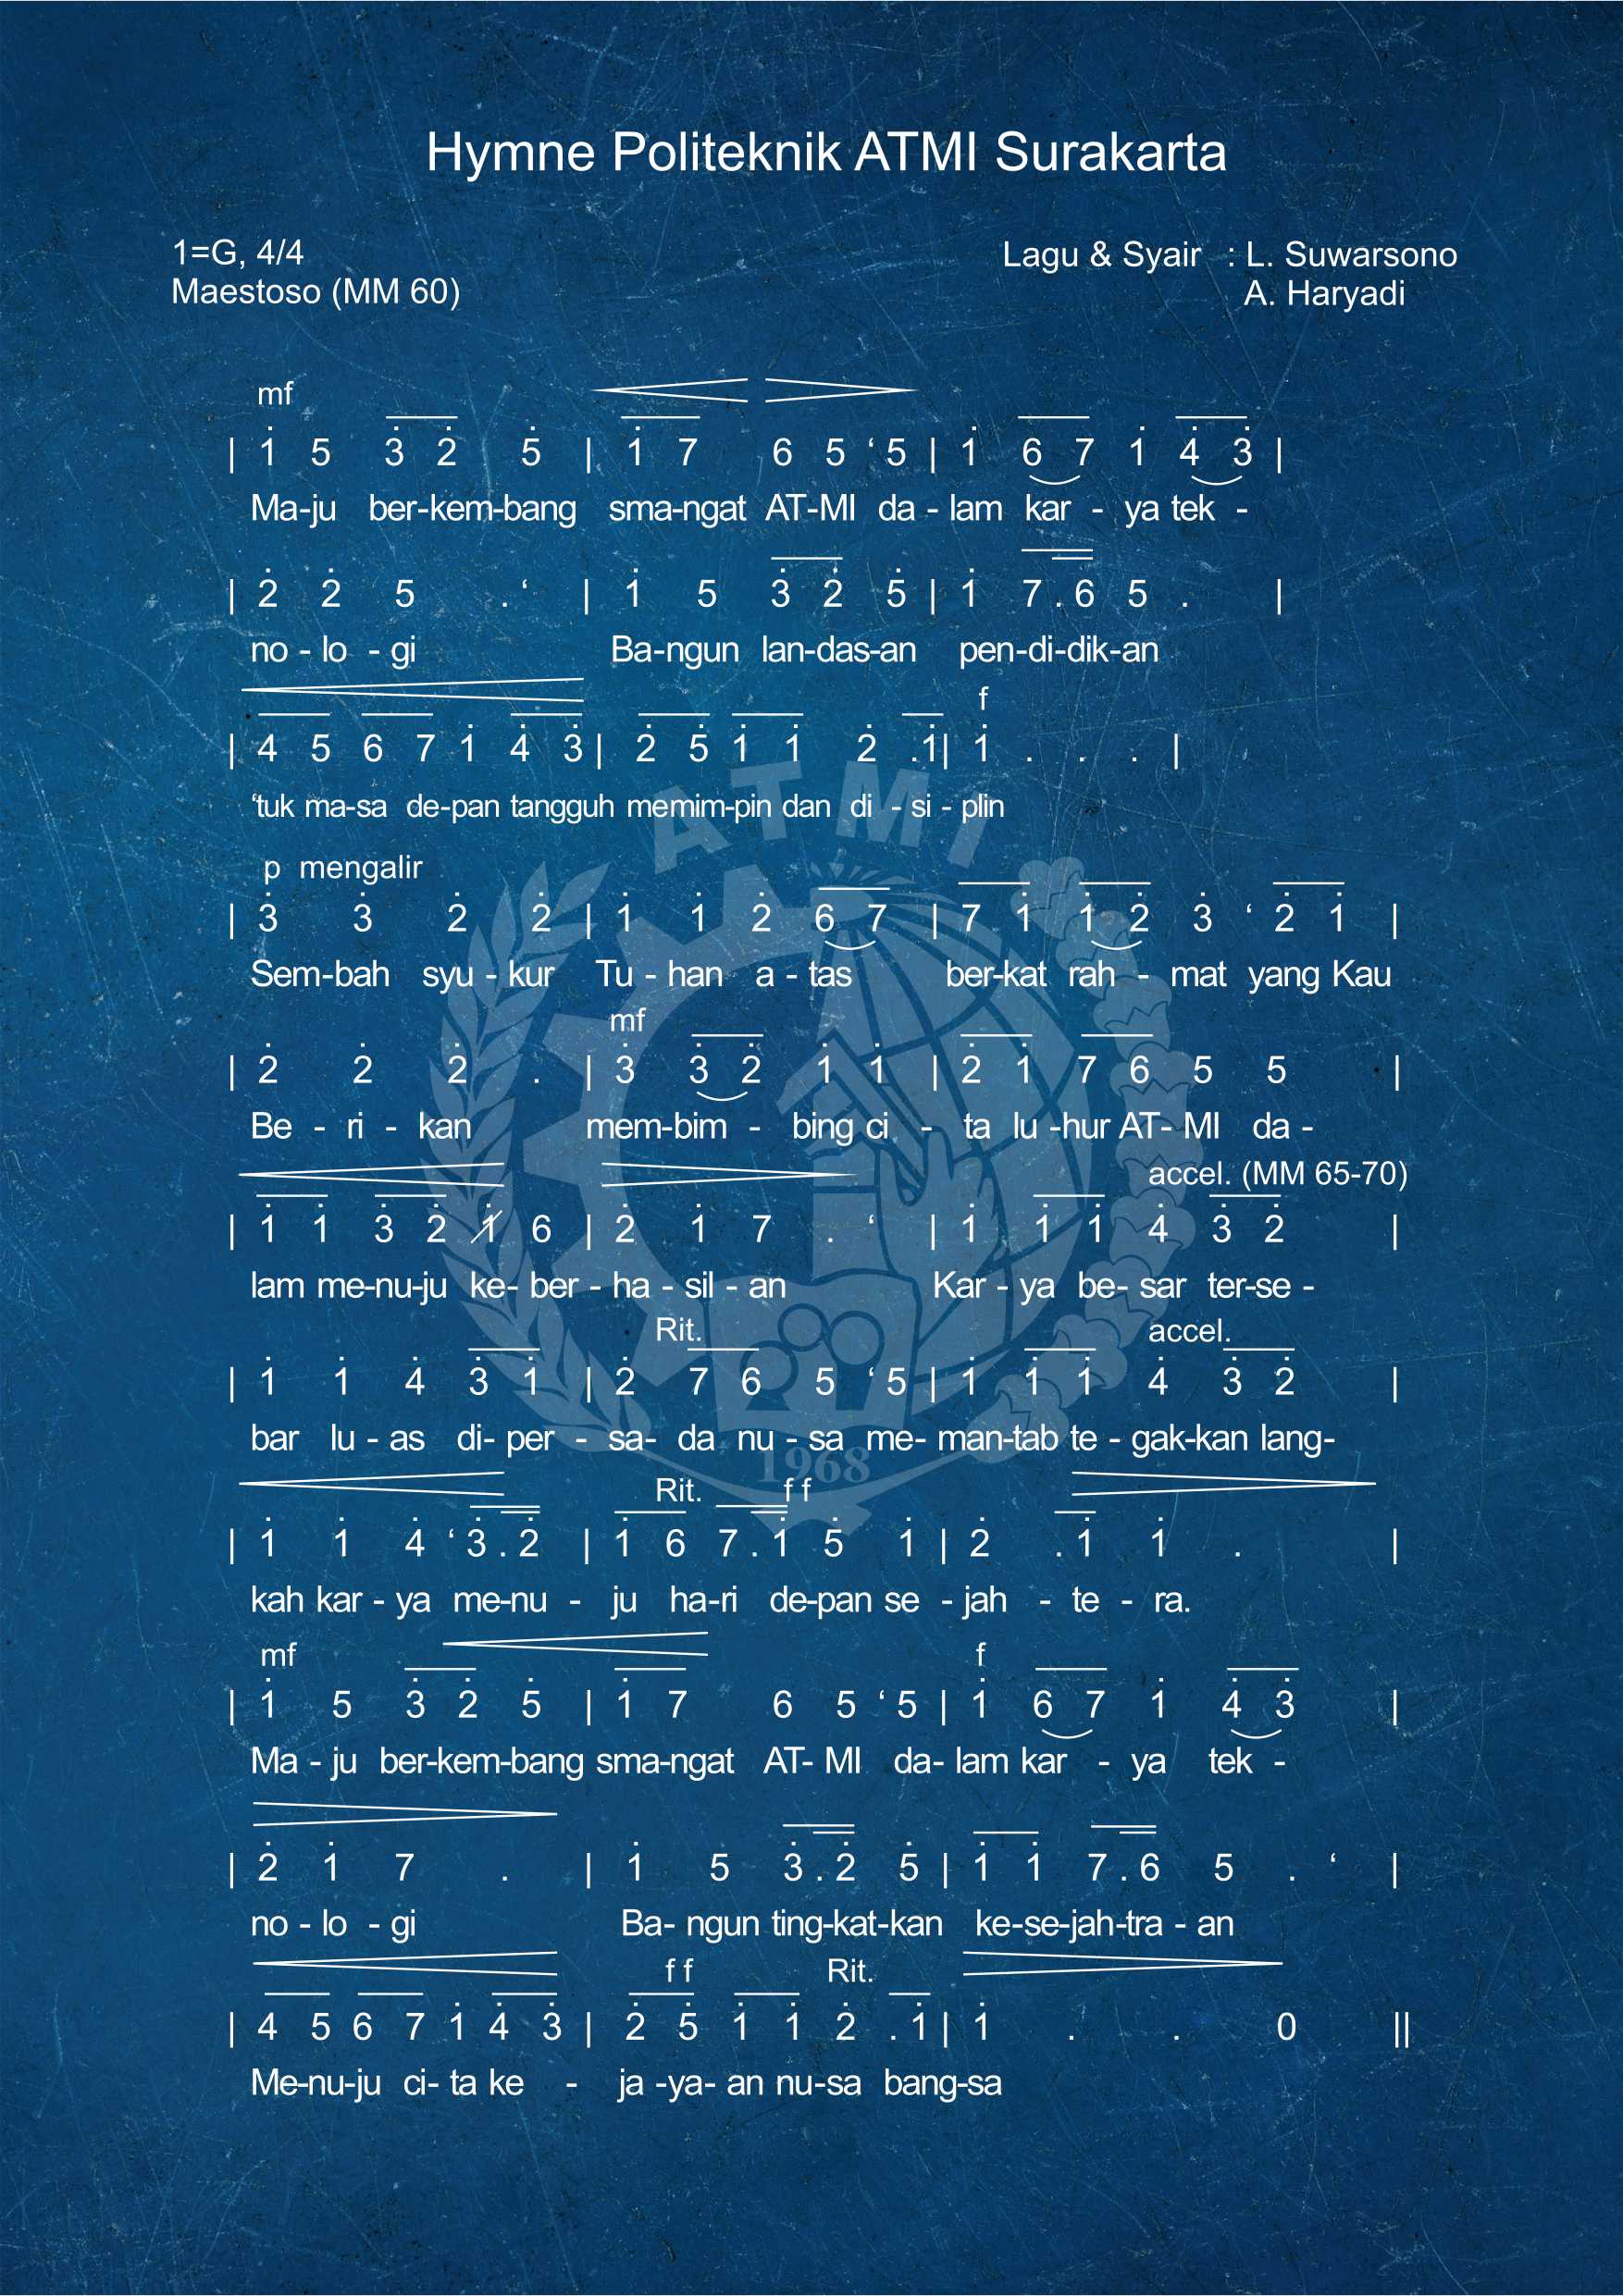 Hymne Politeknik ATMI Surakarta
1=G, 4/4
Maestoso (MM 60)
Lagu & Syair : L. Suwarsono
A. Haryadi
mf
| 1̇ 5 3̇ 2̇ 5̇ | 1̇ 7 6 5 ‘ 5 | 1̇ 6 7 1̇ 4̇ 3̇ |
Ma-ju ber-kem-bang sma-ngat AT-MI da - lam kar - ya tek -
| 2̇ 2̇ 5 . ‘ | 1̇ 5 3̇ 2̇ 5̇ | 1̇ 7 . 6 5 . |
no - lo - gi Ba-ngun lan-das-an pen-di-dik-an
f
| 4 5 6 7 1̇ 4̇ 3̇ | 2̇ 5̇ 1̇ 1̇ 2̇ . 1̇ | 1̇ . . . |
‘tuk ma-sa de-pan tangguh memim-pin dan di - si - plin
p mengalir
| 3̇ 3̇ 2̇ 2̇ | 1̇ 1̇ 2̇ 6 7 | 7 1̇ 1̇ 2̇ 3̇ ‘ 2̇ 1̇ |
Sem-bah syu - kur Tu - han a - tas ber-kat rah - mat yang Kau
mf
| 2̇ 2̇ 2̇ . | 3̇ 3̇ 2̇ 1̇ 1̇ | 2̇ 1̇ 7 6 5 5 |
Be - ri - kan mem-bim - bing ci - ta lu -hur AT- MI da -
accel. (MM 65-70)
| 1̇ 1̇ 3̇ 2̇ 1̸̇ 6 | 2̇ 1̇ 7 . ‘ | 1̇ 1̇ 1̇ 4̇ 3̇ 2̇ |
lam me-nu-ju ke- ber - ha - sil - an Kar - ya be- sar ter-se -
Rit. accel.
| 1̇ 1̇ 4̇ 3̇ 1̇ | 2̇ 7 6 5 ‘ 5 | 1̇ 1̇ 1̇ 4̇ 3̇ 2̇ |
bar lu - as di- per - sa- da nu - sa me- man-tab te - gak-kan lang-
Rit. f f
| 1̇ 1̇ 4̇ ‘ 3̇ . 2̇ | 1̇ 6 7 . 1̇ 5̇ 1̇ | 2̇ . 1̇ 1̇ . |
kah kar - ya me-nu - ju ha-ri de-pan se - jah - te - ra.
mf f
| 1̇ 5 3̇ 2̇ 5̇ | 1̇ 7 6 5 ‘ 5 | 1̇ 6 7 1̇ 4̇ 3̇ |
Ma - ju ber-kem-bang sma-ngat AT- MI da- lam kar - ya tek -
| 2̇ 1̇ 7 . | 1̇ 5 3̇ . 2̇ 5̇ | 1̇ 1̇ 7 . 6 5 . ‘ |
no - lo - gi Ba- ngun ting-kat-kan ke-se-jah-tra - an
f f Rit.
| 4 5 6 7 1̇ 4̇ 3̇ | 2̇ 5̇ 1̇ 1̇ 2̇ . 1̇ | 1̇ . . 0 ||
Me-nu-ju ci- ta ke - ja -ya- an nu-sa bang-sa
ATMI
1968